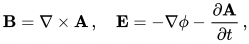 𝐁 = ∇ × 𝐀 ,  𝐄 = −∇ϕ − ∂𝐀/∂t ,